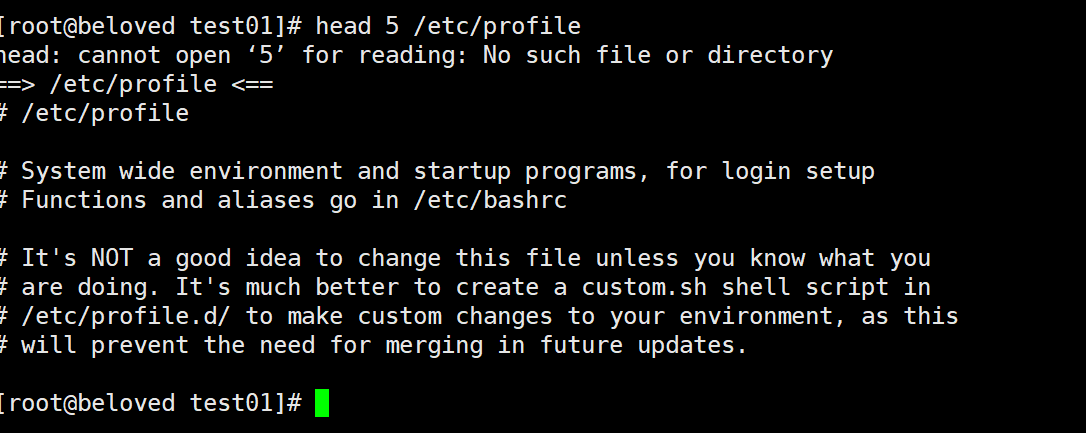 [root@beloved test01]# head 5 /etc/profile
head: cannot open ‘5’ for reading: No such file or directory
==> /etc/profile <==
# /etc/profile
# System wide environment and startup programs, for login setup
# Functions and aliases go in /etc/bashrc
# It's NOT a good idea to change this file unless you know what you
# are doing. It's much better to create a custom.sh shell script in
# /etc/profile.d/ to make custom changes to your environment, as this
# will prevent the need for merging in future updates.
[root@beloved test01]#